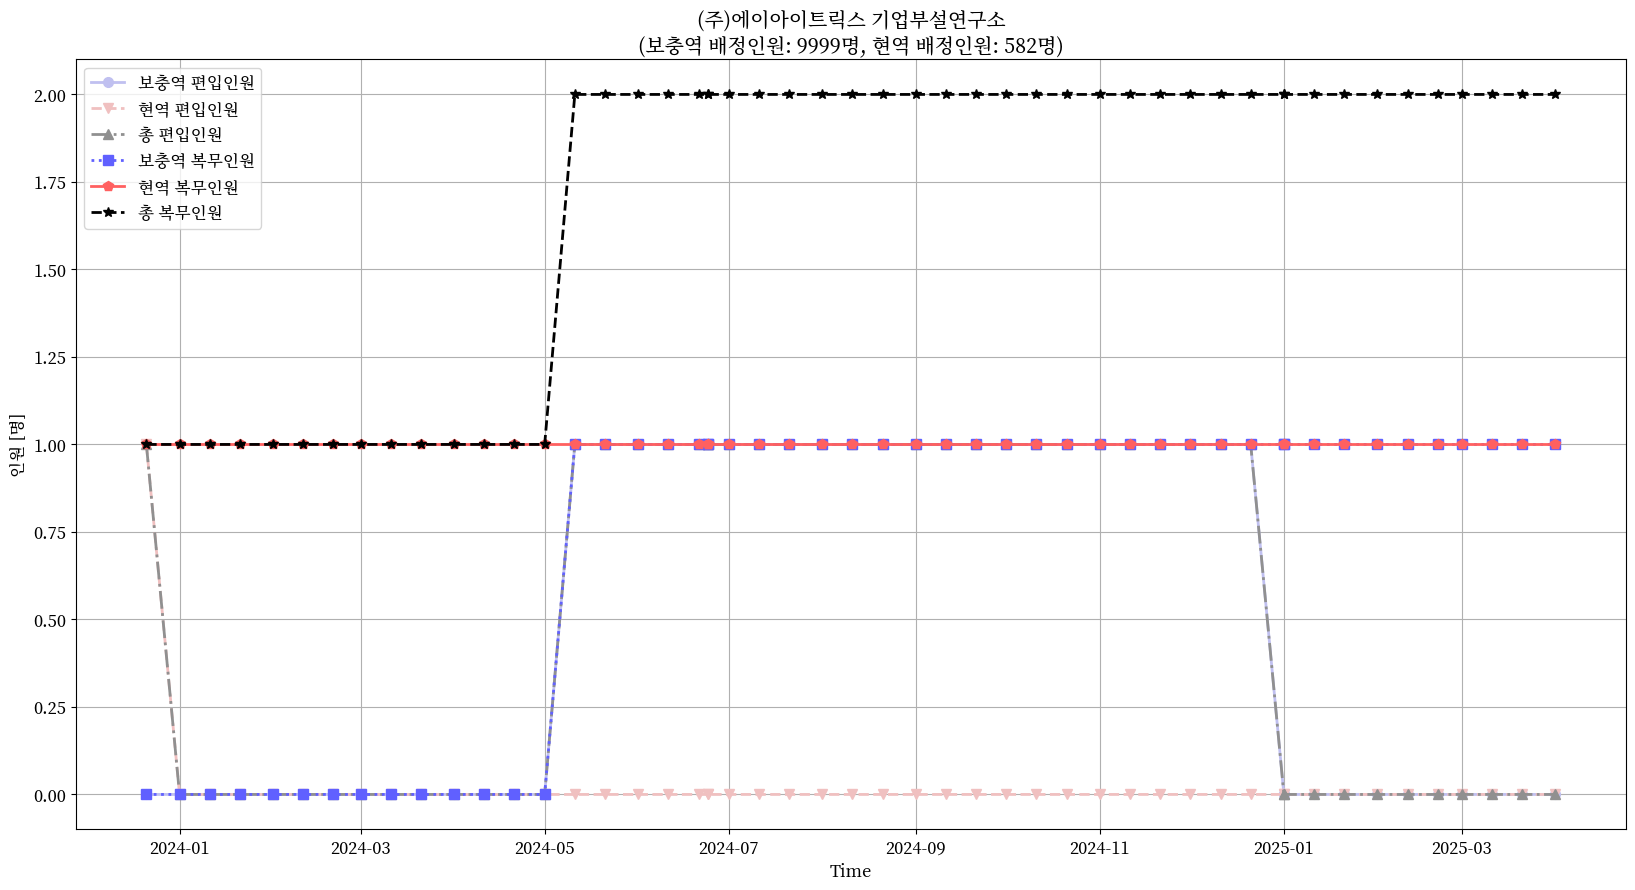 (주)에이아이트릭스 기업부설연구소
(보충역 배정인원: 9999명, 현역 배정인원: 582명)
보충역 편입인원
현역 편입인원
총 편입인원
보충역 복무인원
현역 복무인원
총 복무인원
2.00
1.75
1.50
1.25
1.00
0.75
0.50
0.25
0.00
인원 [명]
2024-01
2024-03
2024-05
2024-07
2024-09
2024-11
2025-01
2025-03
Time